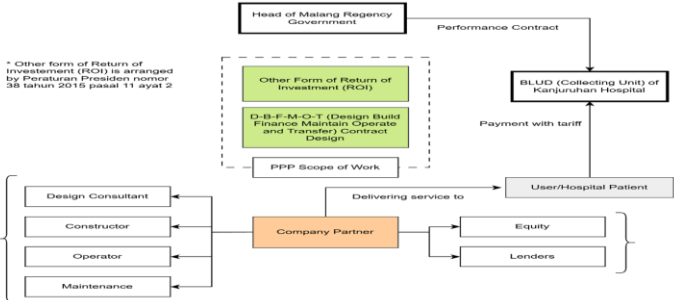 Head of Malang Regency
Government
Performance Contract
* Other form of Return of
Investement (ROI) is arranged
by Peraturan Presiden nomor
38 tahun 2015 pasal 11 ayat 2
Other Form of Return of
Investment (ROI)
BLUD (Collecting Unit) of
Kanjuruhan Hospital
D-B-F-M-O-T (Design Build
Finance Maintain Operate
and Transfer) Contract
Design
Payment with tariff
PPP Scope of Work
Design Consultant
Delivering service to
User/Hospital Patient
Constructor
Company Partner
Equity
Operator
Lenders
Maintenance